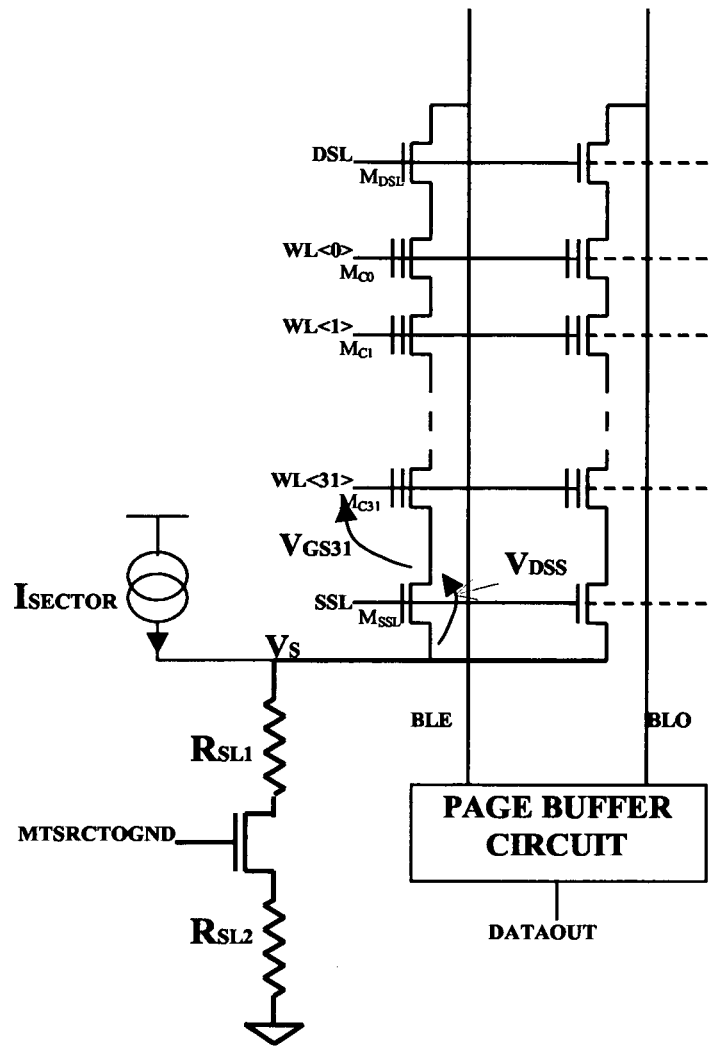 DSL
MDSL
WL<0>
MC0
WL<1>
MC1
WL<31>
MC31
VGS31
VDSS
ISECTOR
SSL
MSSL
VS
BLE
BLO
RSL1
PAGE BUFFER
CIRCUIT
MTSRCTOGND
RSL2
DATAOUT